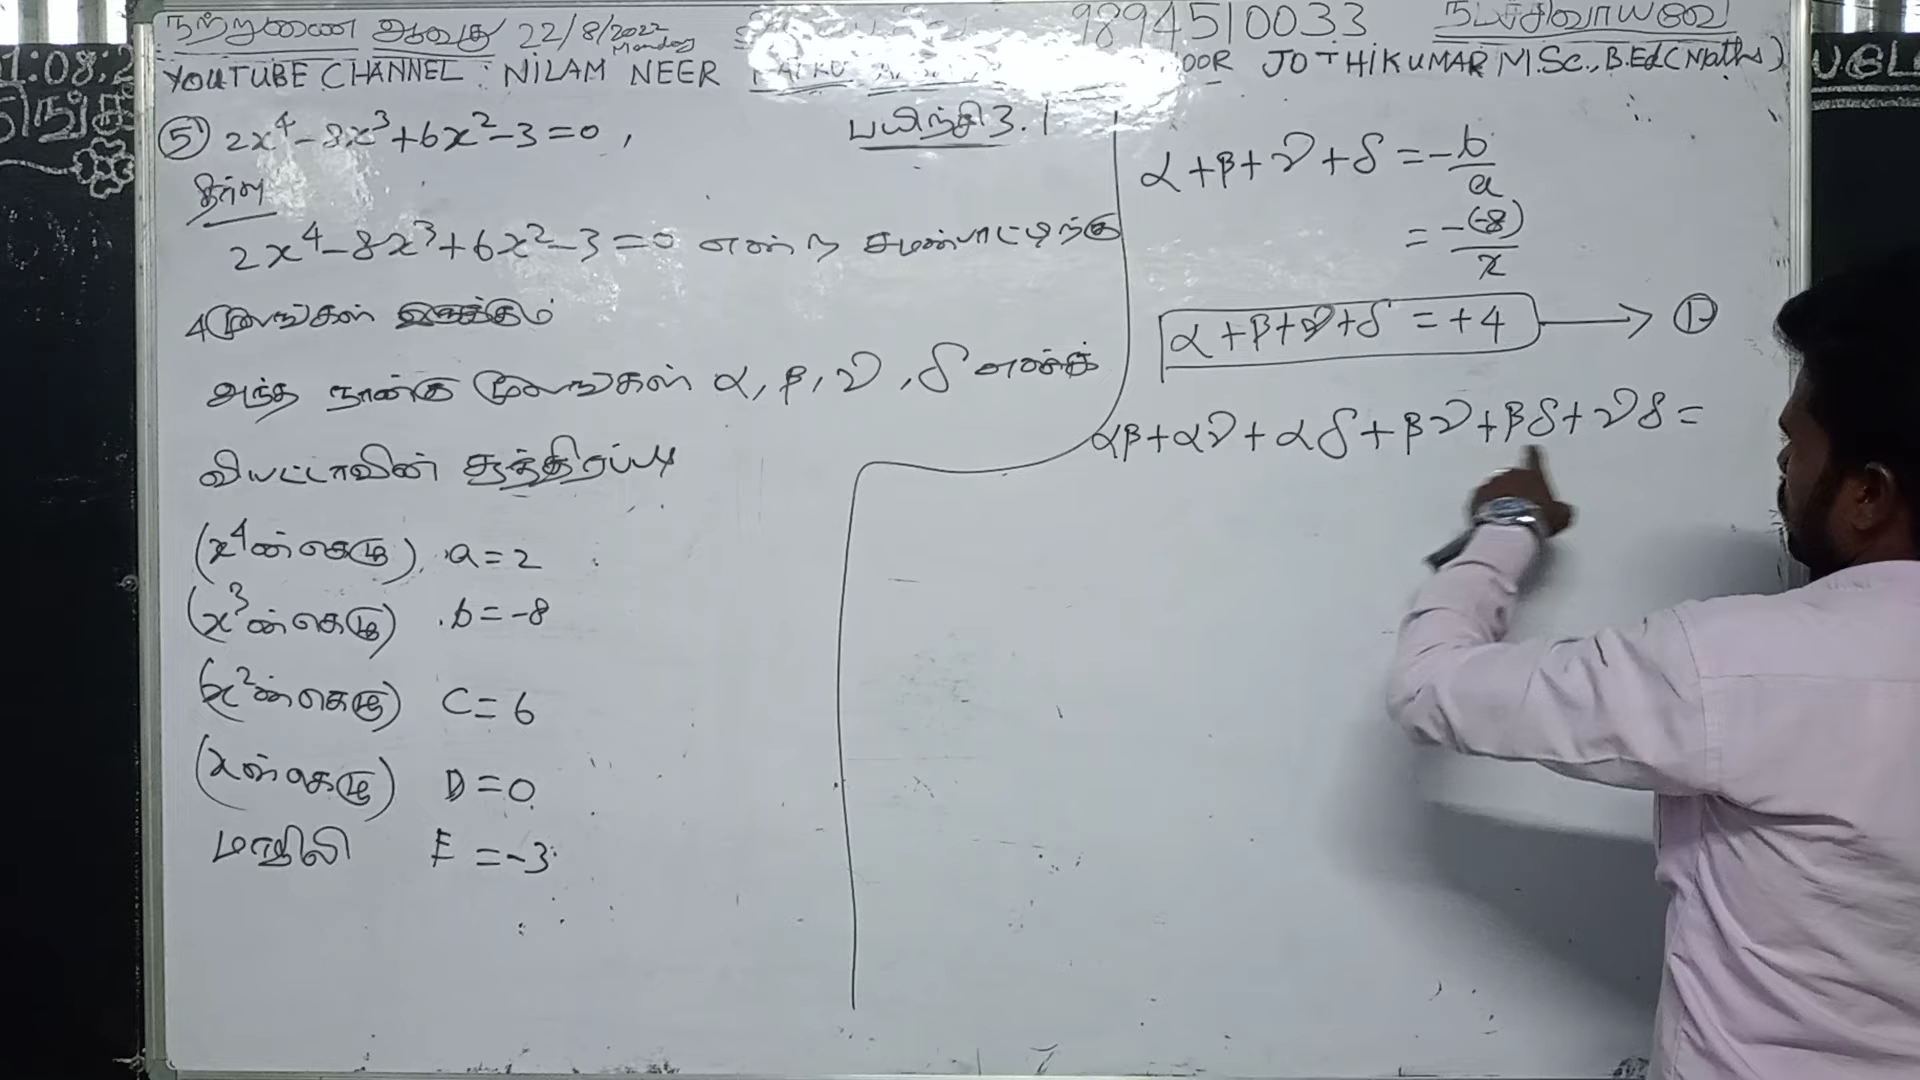 நற்றுணை ஆவது 22/8/2022 Monday 9894510033
YOUTUBE CHANNEL : NILAM NEER JOTHIKUMAR M.Sc., B.Ed (Maths)
⑤ 2x⁴-8x³+6x²-3=0, பயிற்சி 3.1
தீர்வு
2x⁴-8x³+6x²-3=0 என்ற சமன்பாட்டிற்கு
4 மூலங்கள்
அந்த நான்கு மூலங்கள் α, β, γ, δ என்க
வியட்டாவின் சூத்திரப்படி
(x⁴ன் கெழு) a=2
(x³ன் கெழு) b=-8
(x²ன் கெழு) C=6
(xன் கெழு) D=0
மாறிலி E=-3
α+β+γ+δ = -b/a
= -(-8)/2
α+β+γ+δ = +4 → ①
αβ+αγ+αδ+βγ+βδ+γδ =